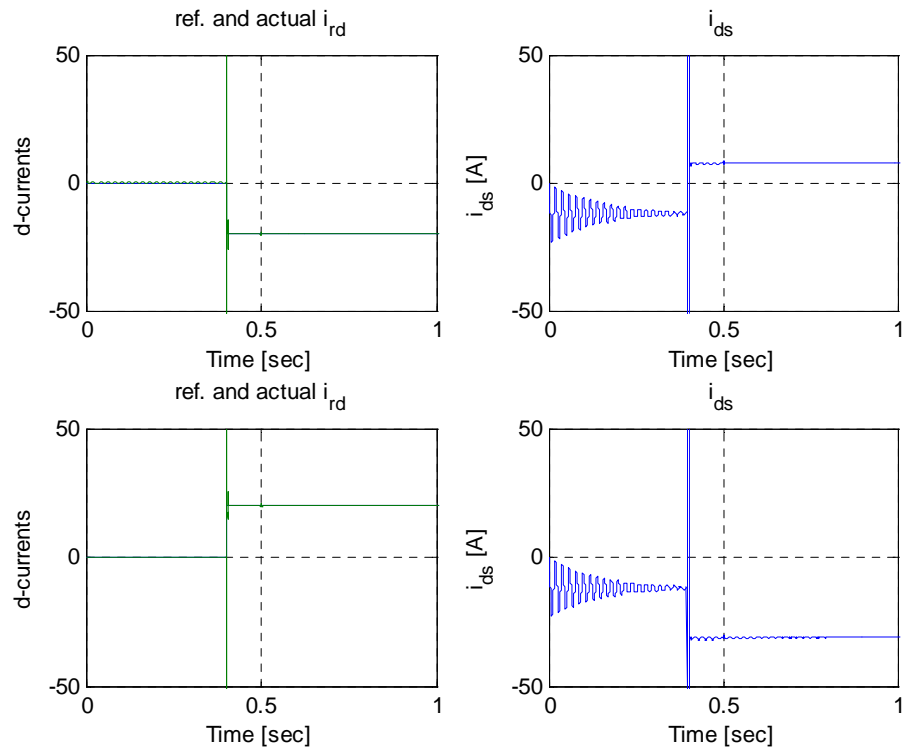 ref. and actual i_rd
i_ds
50
0
-50
d-currents
0
0.5
1
Time [sec]
50
0
-50
i_ds [A]
0
0.5
1
Time [sec]
ref. and actual i_rd
i_ds
50
0
-50
d-currents
0
0.5
1
Time [sec]
50
0
-50
i_ds [A]
0
0.5
1
Time [sec]